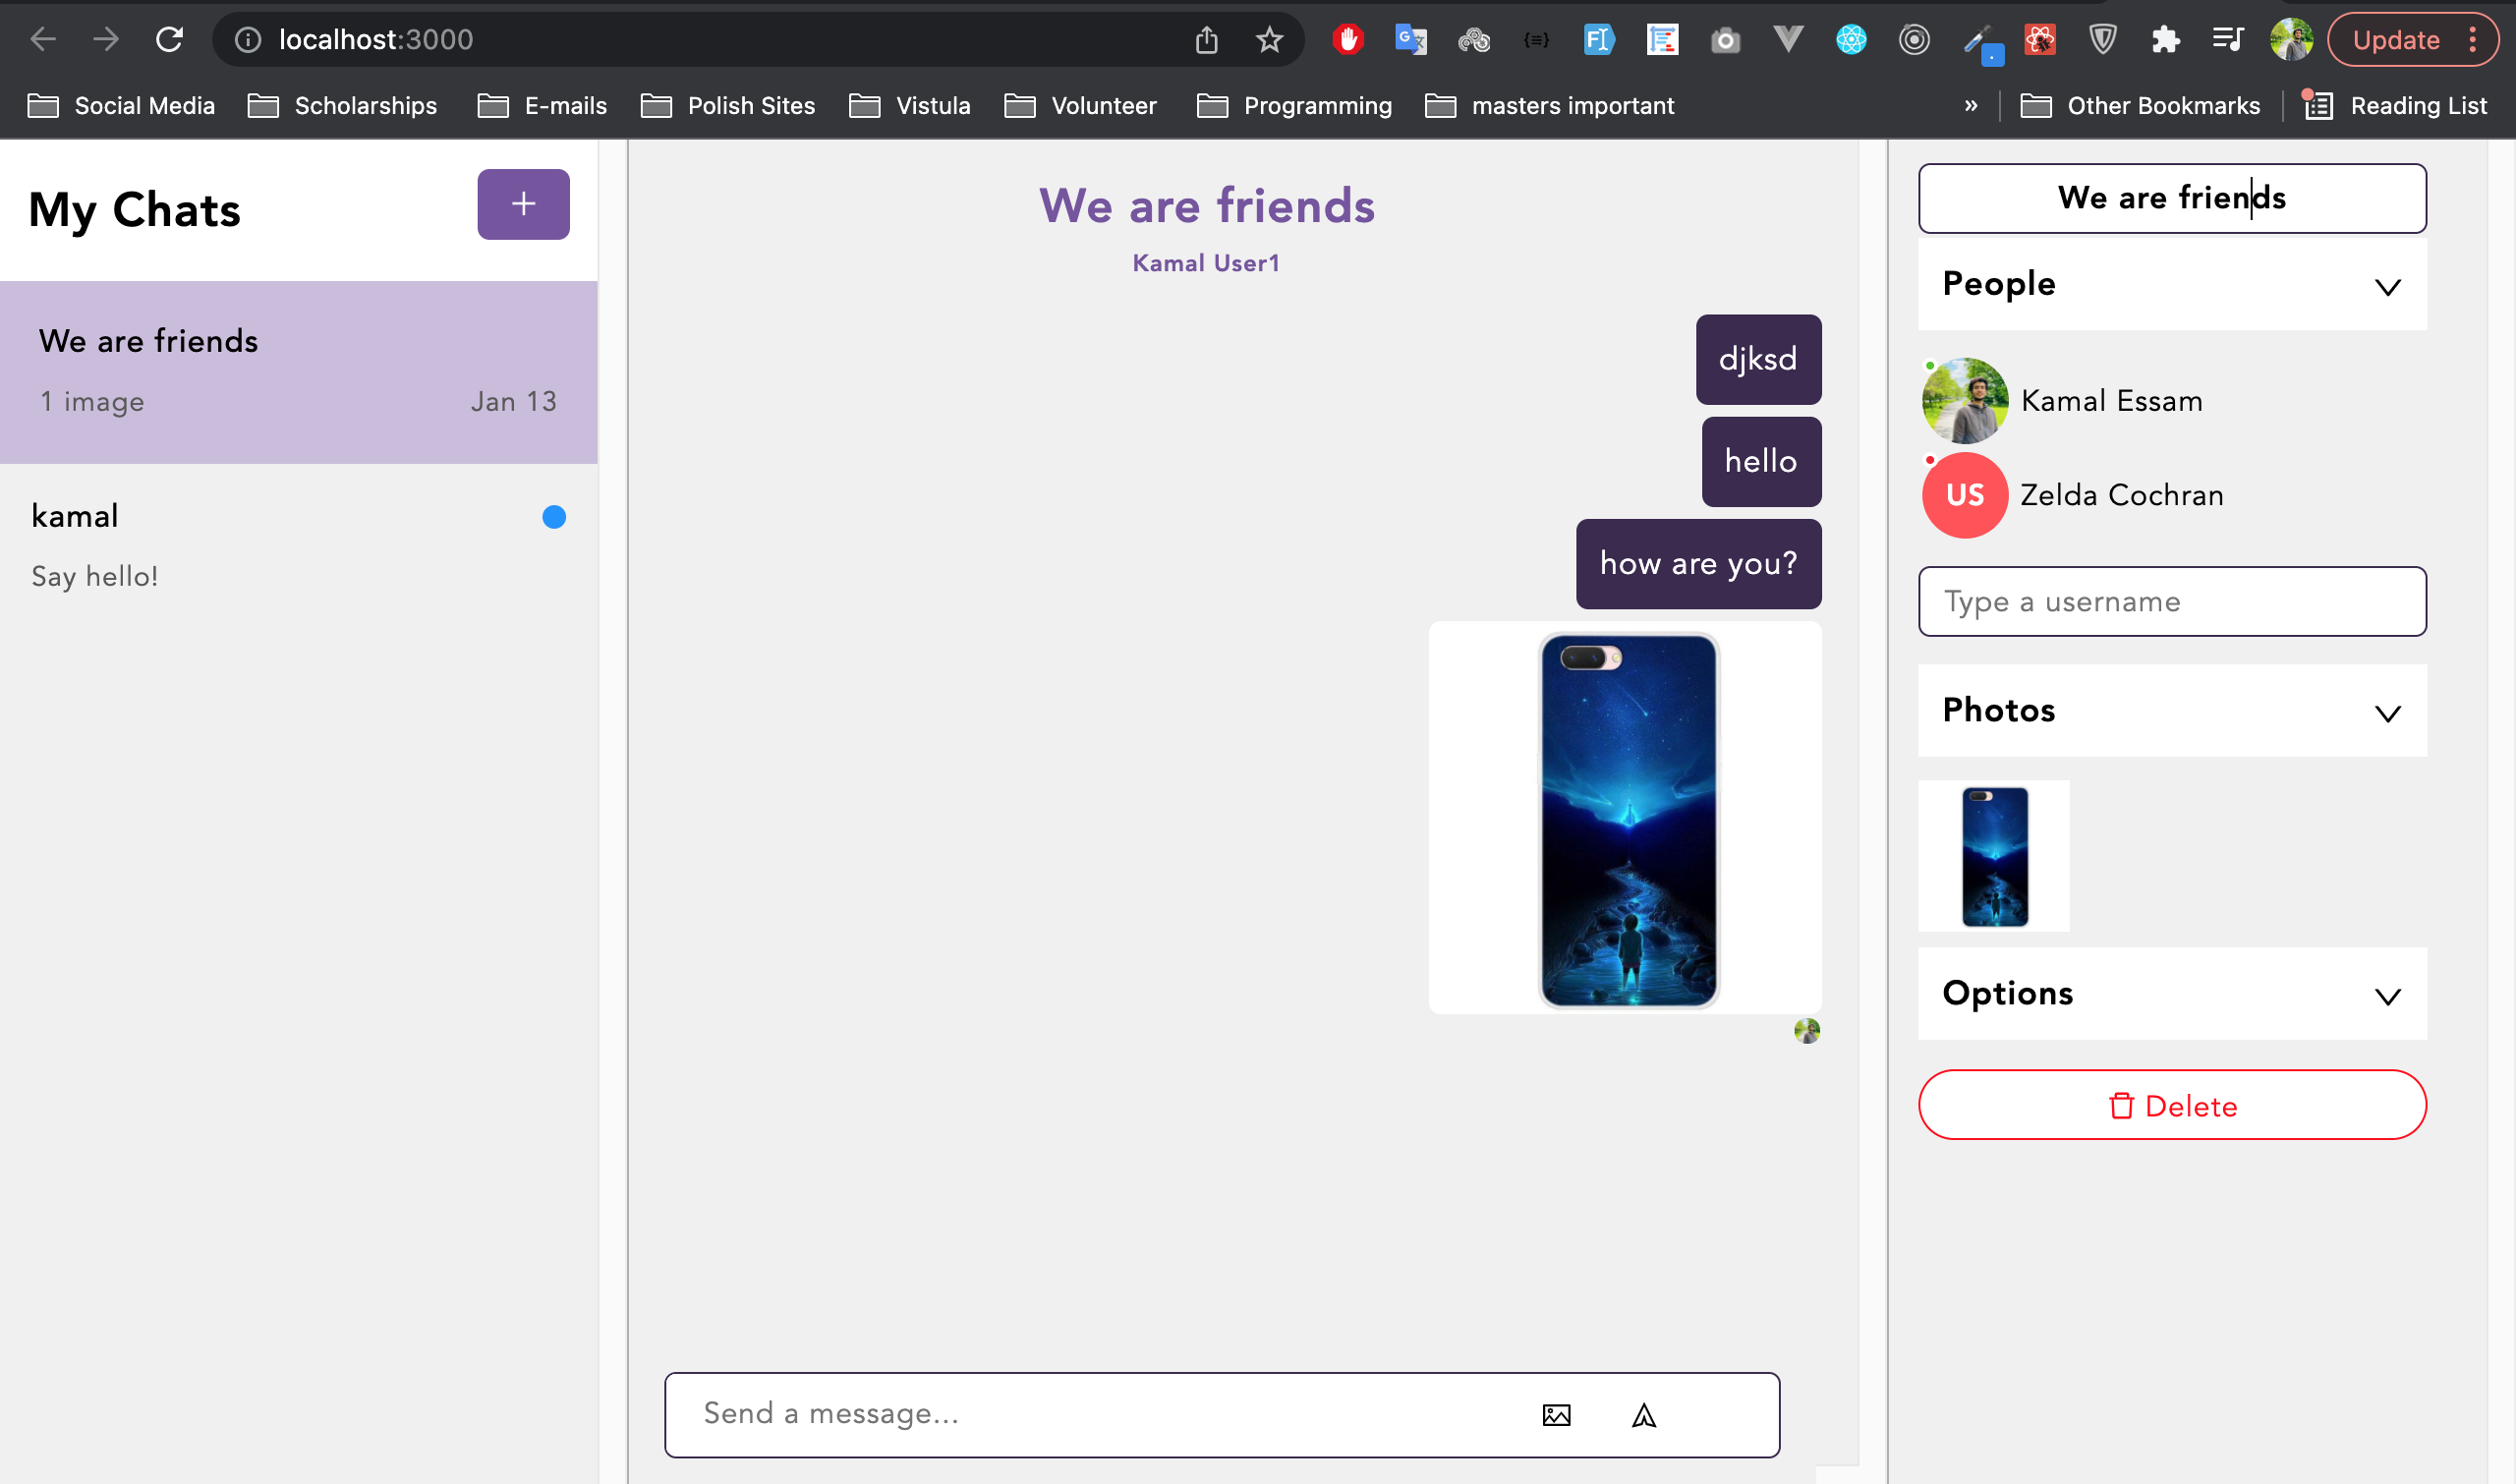 localhost:3000
Update
Social Media
Scholarships
E-mails
Polish Sites
Vistula
Volunteer
Programming
masters important
»
Other Bookmarks
Reading List
My Chats
+
We are friends
1 image
Jan 13
kamal
Say hello!
We are friends
Kamal User1
djksd
hello
how are you?
Send a message...
We are friends
People
Kamal Essam
US
Zelda Cochran
Type a username
Photos
Options
Delete